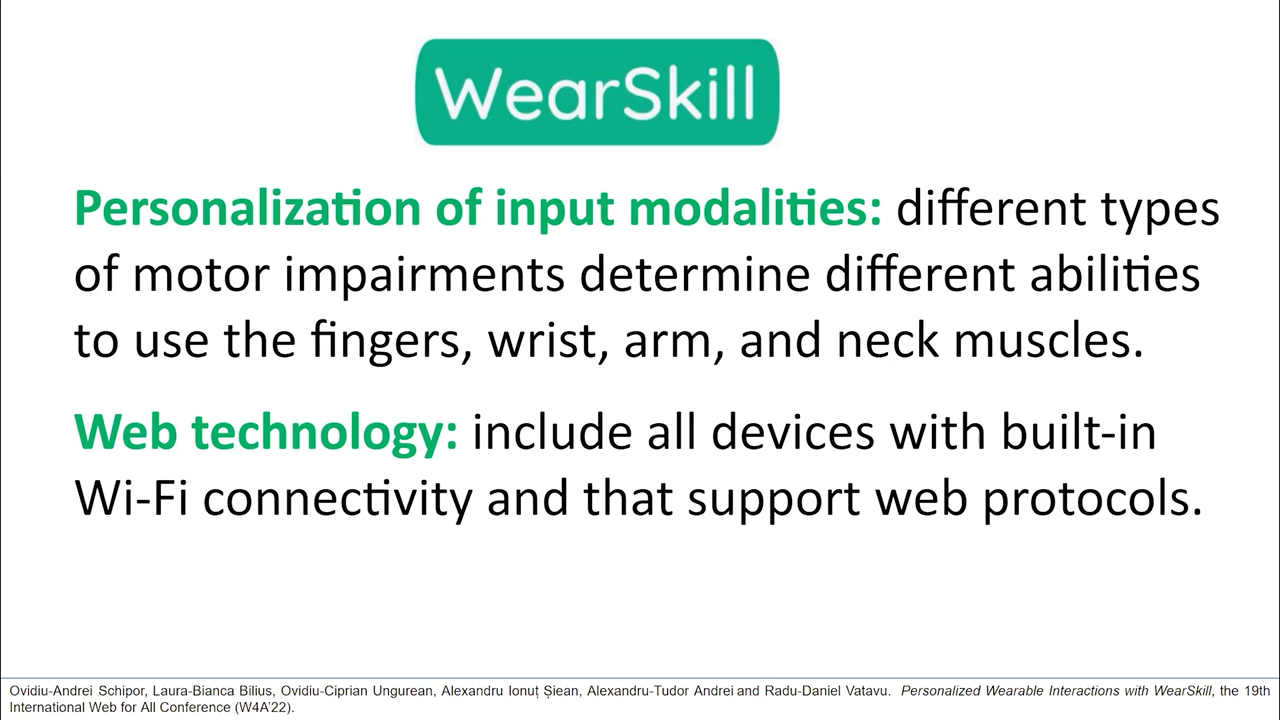 WearSkill
Personalization of input modalities: different types
of motor impairments determine different abilities
to use the fingers, wrist, arm, and neck muscles.
Web technology: include all devices with built-in
Wi-Fi connectivity and that support web protocols.
Ovidiu-Andrei Schipor, Laura-Bianca Bilius, Ovidiu-Ciprian Ungurean, Alexandru Ionuț Șiean, Alexandru-Tudor Andrei and Radu-Daniel Vatavu. Personalized Wearable Interactions with WearSkill, the 19th
International Web for All Conference (W4A'22).